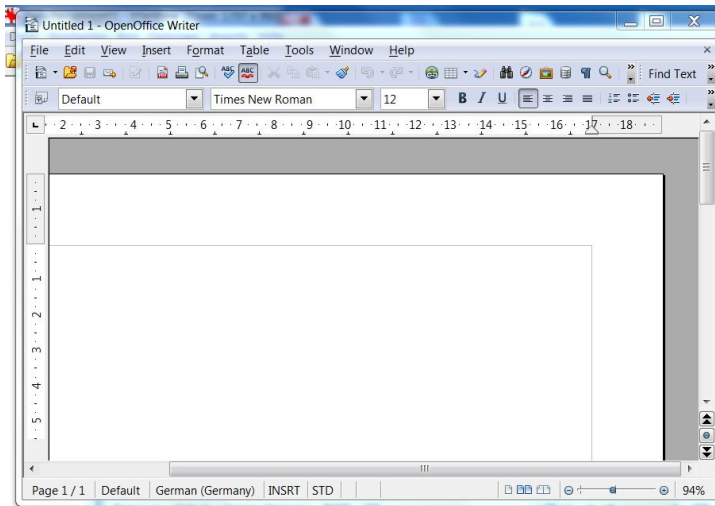 Untitled 1 - OpenOffice Writer
File Edit View Insert Format Table Tools Window Help
ABC ABC Find Text
Default Times New Roman 12 B I U
2 3 4 5 6 7 8 9 10 11 12 13 14 15 16 17 18
1
1
2
3
4
5
Page 1 / 1 Default German (Germany) INSRT STD 94%